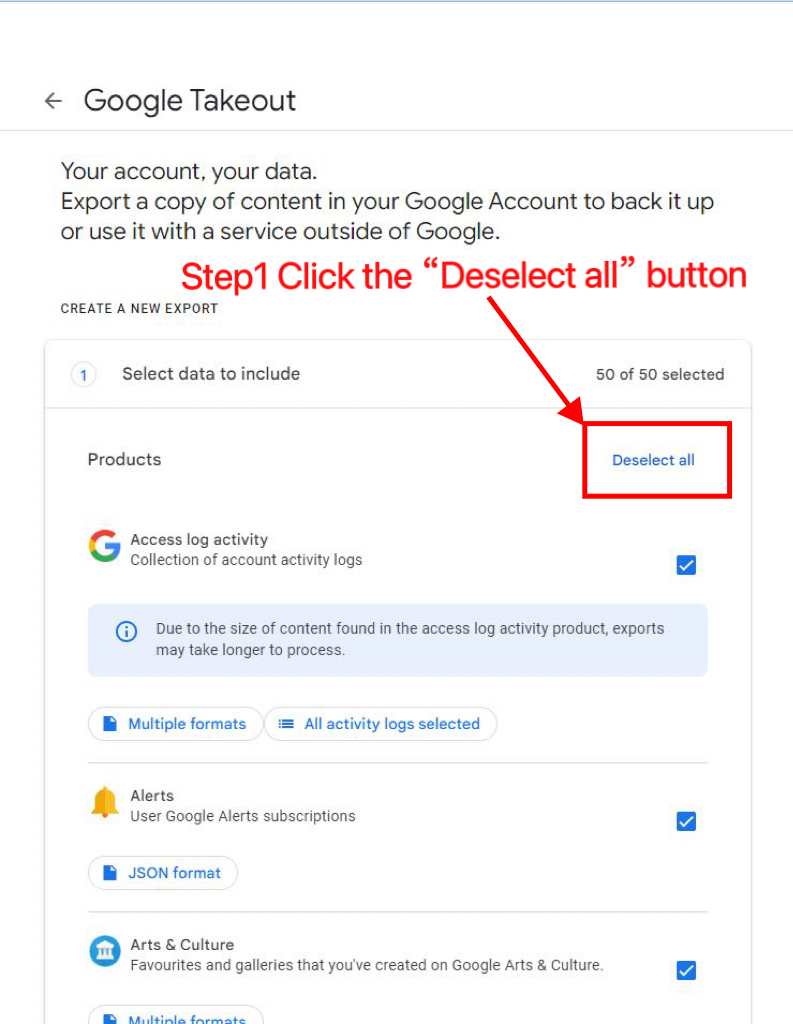 Google Takeout
Your account, your data.
Export a copy of content in your Google Account to back it up
or use it with a service outside of Google.
Step1 Click the “Deselect all” button
CREATE A NEW EXPORT
1 Select data to include 50 of 50 selected
Products Deselect all
Access log activity
Collection of account activity logs
Due to the size of content found in the access log activity product, exports
may take longer to process.
Multiple formats All activity logs selected
Alerts
User Google Alerts subscriptions
JSON format
Arts & Culture
Favourites and galleries that you've created on Google Arts & Culture.
Multiple formats